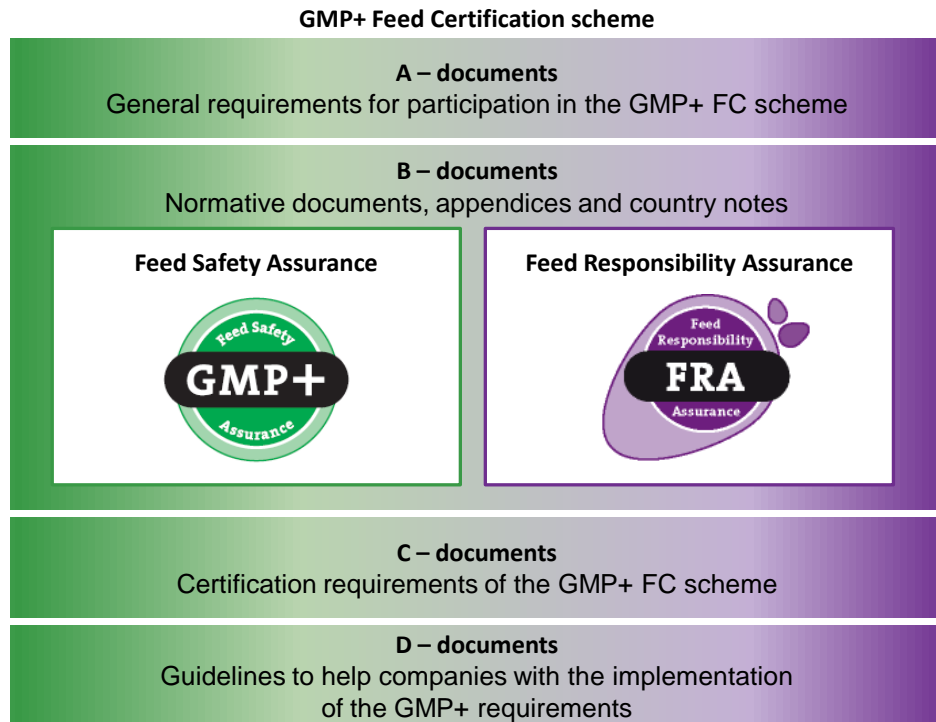 GMP+ Feed Certification scheme
A – documents
General requirements for participation in the GMP+ FC scheme
B – documents
Normative documents, appendices and country notes
Feed Safety Assurance
Feed Safety
GMP+
Assurance
Feed Responsibility Assurance
Feed
Responsibility
FRA
Assurance
C – documents
Certification requirements of the GMP+ FC scheme
D – documents
Guidelines to help companies with the implementation
of the GMP+ requirements